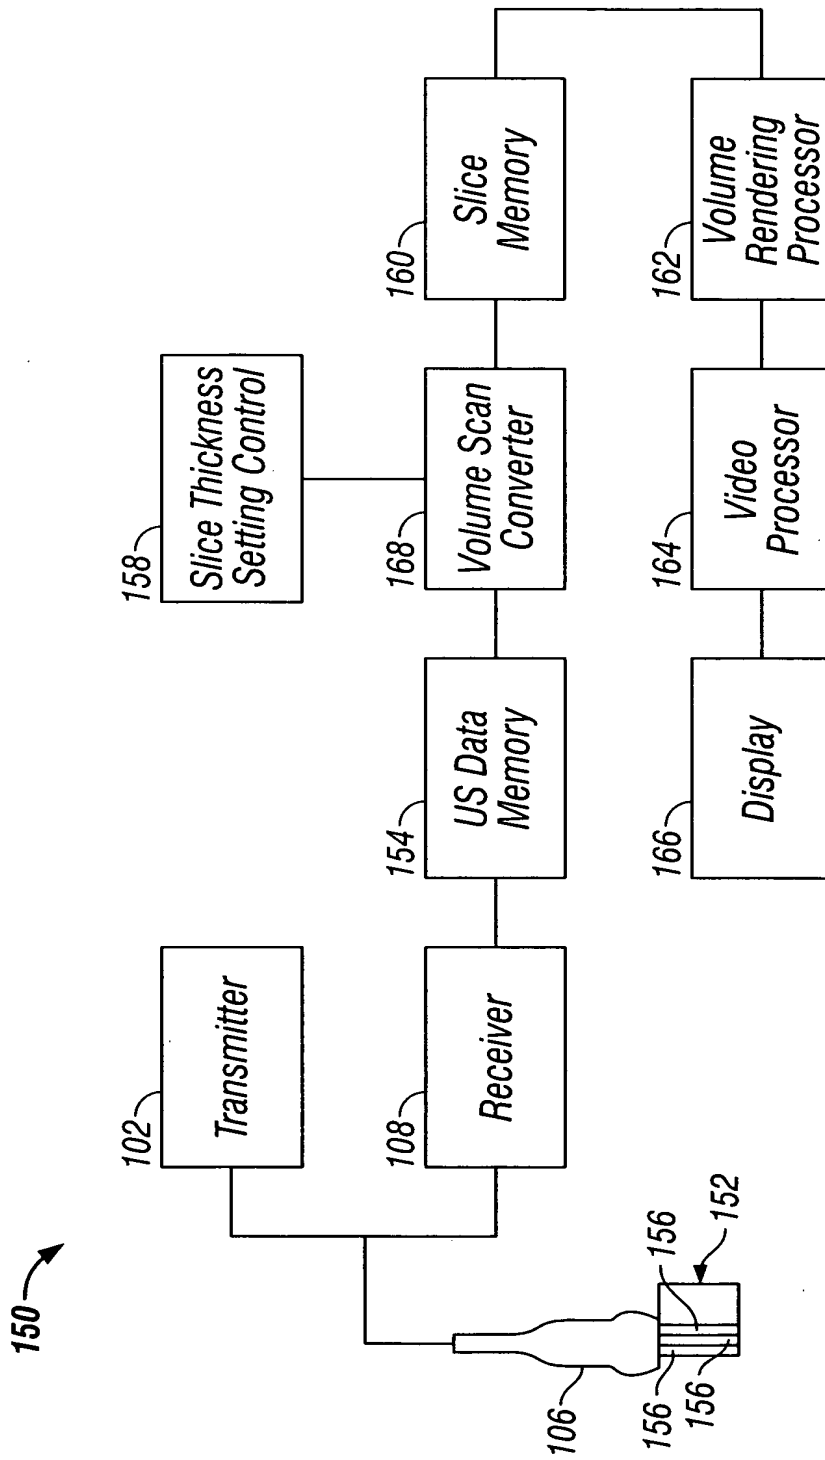 150
102
Transmitter
158
Slice Thickness
Setting Control
108
Receiver
154
US Data
Memory
168
Volume Scan
Converter
160
Slice
Memory
106
156
156
156
152
166
Display
164
Video
Processor
162
Volume
Rendering
Processor